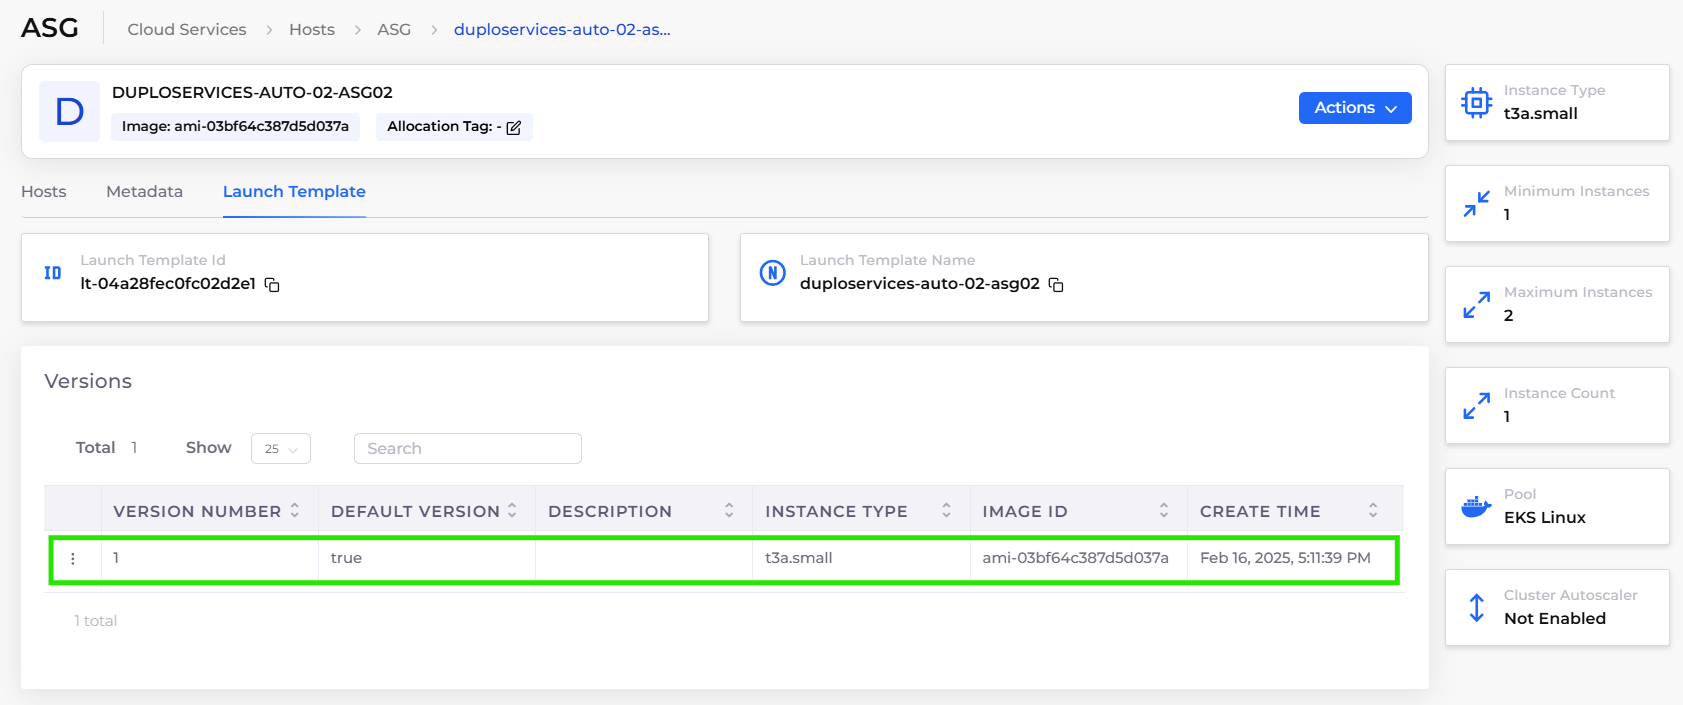 ASG
Cloud Services > Hosts > ASG > duploservices-auto-02-as...
D
DUPLOSERVICES-AUTO-02-ASG02
Image: ami-03bf64c387d5d037a
Allocation Tag: -
Actions
Hosts
Metadata
Launch Template
ID
Launch Template Id
lt-04a28fec0fc02d2e1
N
Launch Template Name
duploservices-auto-02-asg02
Versions
Total 1
Show 25
Search
VERSION NUMBER DEFAULT VERSION DESCRIPTION INSTANCE TYPE IMAGE ID CREATE TIME
1 true t3a.small ami-03bf64c387d5d037a Feb 16, 2025, 5:11:39 PM
1 total
Instance Type
t3a.small
Minimum Instances
1
Maximum Instances
2
Instance Count
1
Pool
EKS Linux
Cluster Autoscaler
Not Enabled